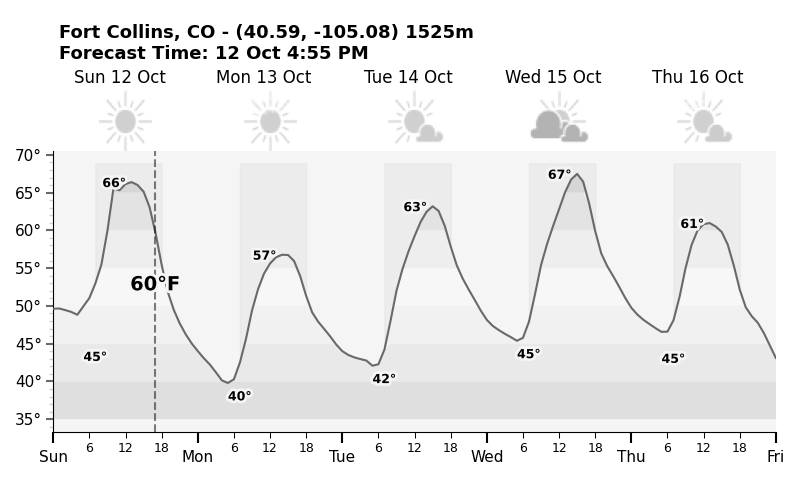 Fort Collins, CO - (40.59, -105.08) 1525m
Forecast Time: 12 Oct 4:55 PM
Sun 12 Oct Mon 13 Oct Tue 14 Oct Wed 15 Oct Thu 16 Oct
70°
65°
60°
55°
50°
45°
40°
35°
66° 57° 63° 67° 61°
60°F
45° 40° 42° 45° 45°
6 12 18 6 12 18 6 12 18 6 12 18 6 12 18
Sun Mon Tue Wed Thu Fri